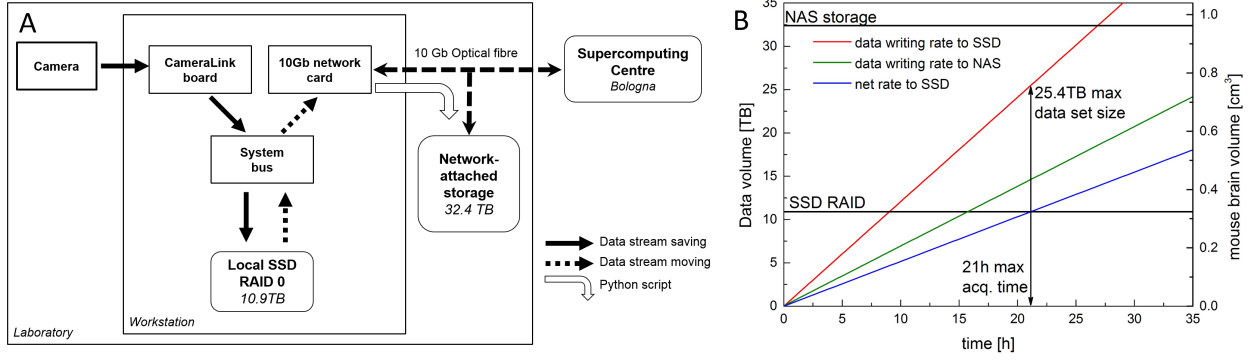 A
Camera
CameraLink
board
10Gb network
card
10 Gb Optical fibre
Supercomputing
Centre
Bologna
System
bus
Network-
attached
storage
32.4 TB
Local SSD
RAID 0
10.9TB
Data stream saving
Data stream moving
Python script
Workstation
Laboratory
B
NAS storage
data writing rate to SSD
data writing rate to NAS
net rate to SSD
25.4TB max
data set size
SSD RAID
21h max
acq. time
Data volume [TB]
35
30
25
20
15
10
5
0
0
5
10
15
20
25
30
35
time [h]
1.0
0.8
0.6
0.4
0.2
0.0
mouse brain volume [cm³]